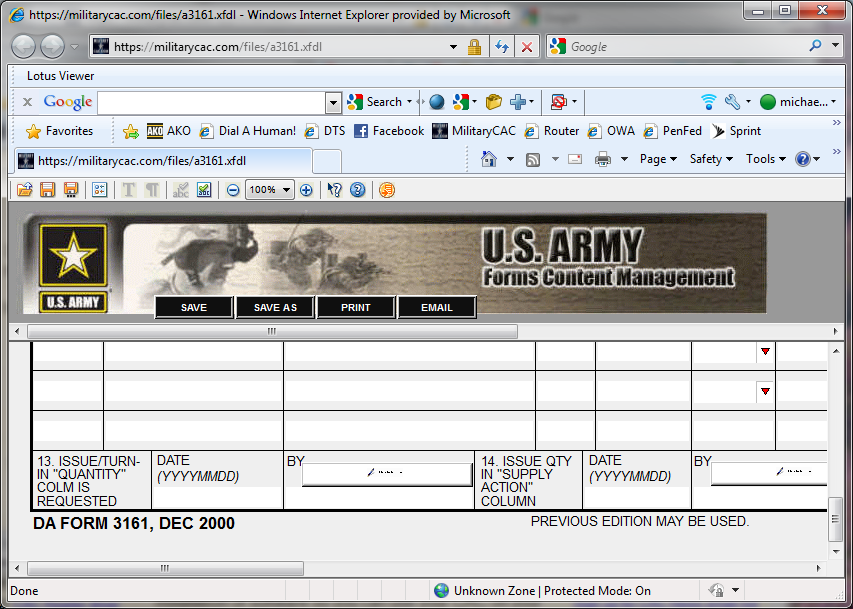 https://militarycac.com/files/a3161.xfdl - Windows Internet Explorer provided by Microsoft
https://militarycac.com/files/a3161.xfdl
Google
Lotus Viewer
x Google Search michae...
Favorites AKO AKO Dial A Human! DTS Facebook MilitaryCAC Router OWA PenFed Sprint
https://militarycac.com/files/a3161.xfdl Page Safety Tools
T ¶ abc abc 100%
U.S. ARMY
Forms Content Management
U.S. ARMY
SAVE SAVE AS PRINT EMAIL
13. ISSUE/TURN-
IN "QUANTITY"
COLM IS
REQUESTED
DATE
(YYYYMMDD)
BY
14. ISSUE QTY
IN "SUPPLY
ACTION"
COLUMN
DATE
(YYYYMMDD)
BY
DA FORM 3161, DEC 2000
PREVIOUS EDITION MAY BE USED.
Done Unknown Zone | Protected Mode: On